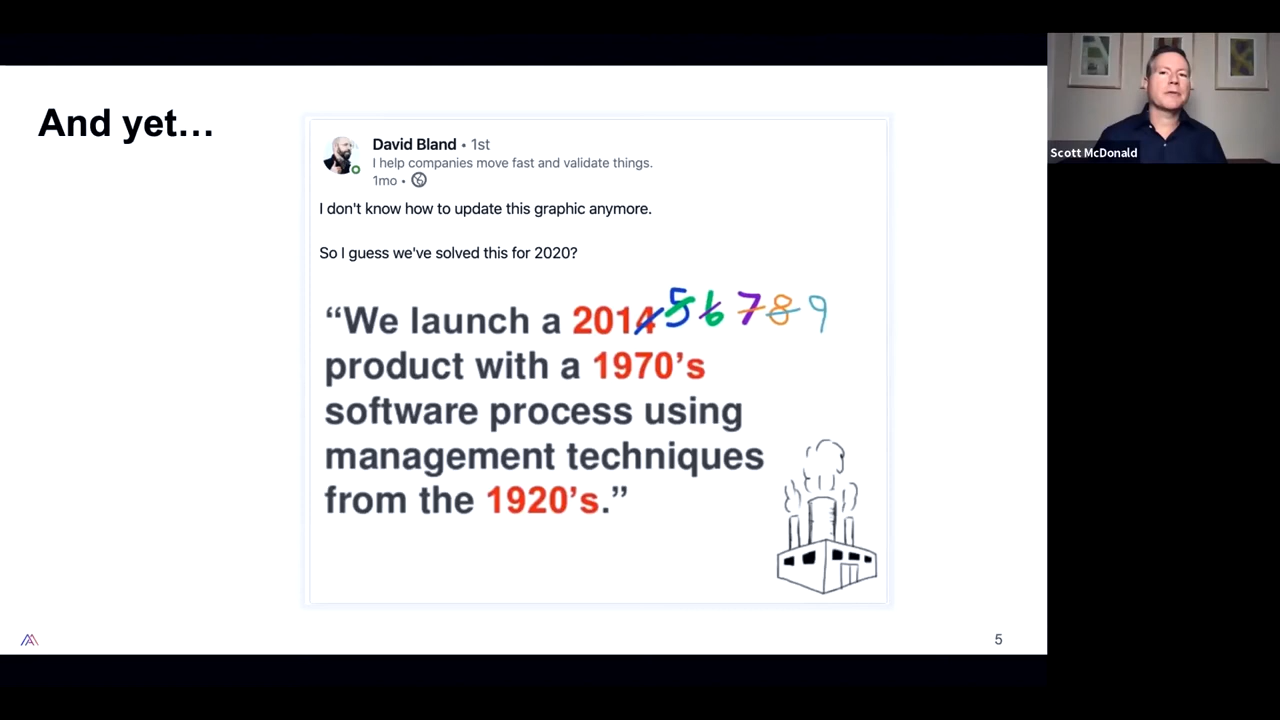 And yet...
David Bland • 1st
I help companies move fast and validate things.
1mo •
I don't know how to update this graphic anymore.
So I guess we've solved this for 2020?
“We launch a 2014 5 6 7 8 9
product with a 1970’s
software process using
management techniques
from the 1920’s.”
5
Scott McDonald